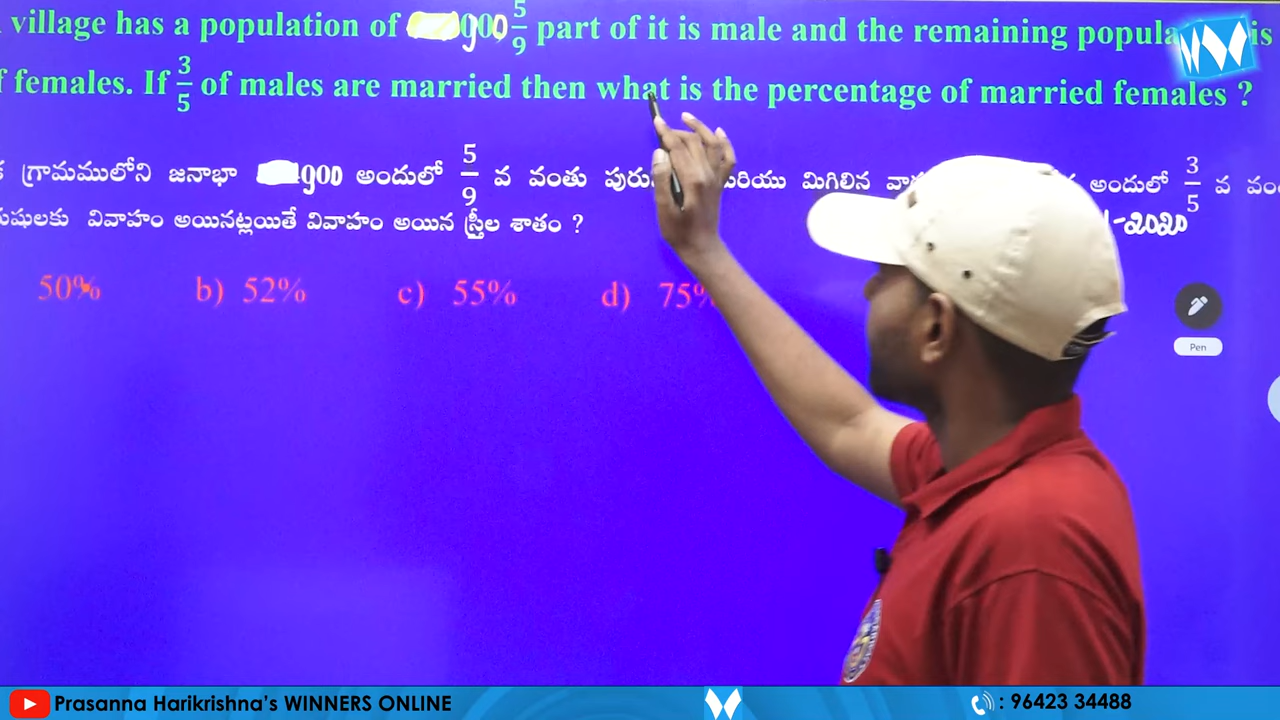 village has a population of 900, 5/9 part of it is male and the remaining is
females. If 3/5 of males are married then what is the percentage of married females ?
గ్రామములోని జనాభా 900 అందులో 5/9 వ వంతు మిగిలిన అందులో 3/5 వ
వివాహం అయినట్లయితే వివాహం అయిన స్త్రీల శాతం ?
-2020
50% b) 52% c) 55% d) 75%
Pen
Prasanna Harikrishna's WINNERS ONLINE W : 96423 34488